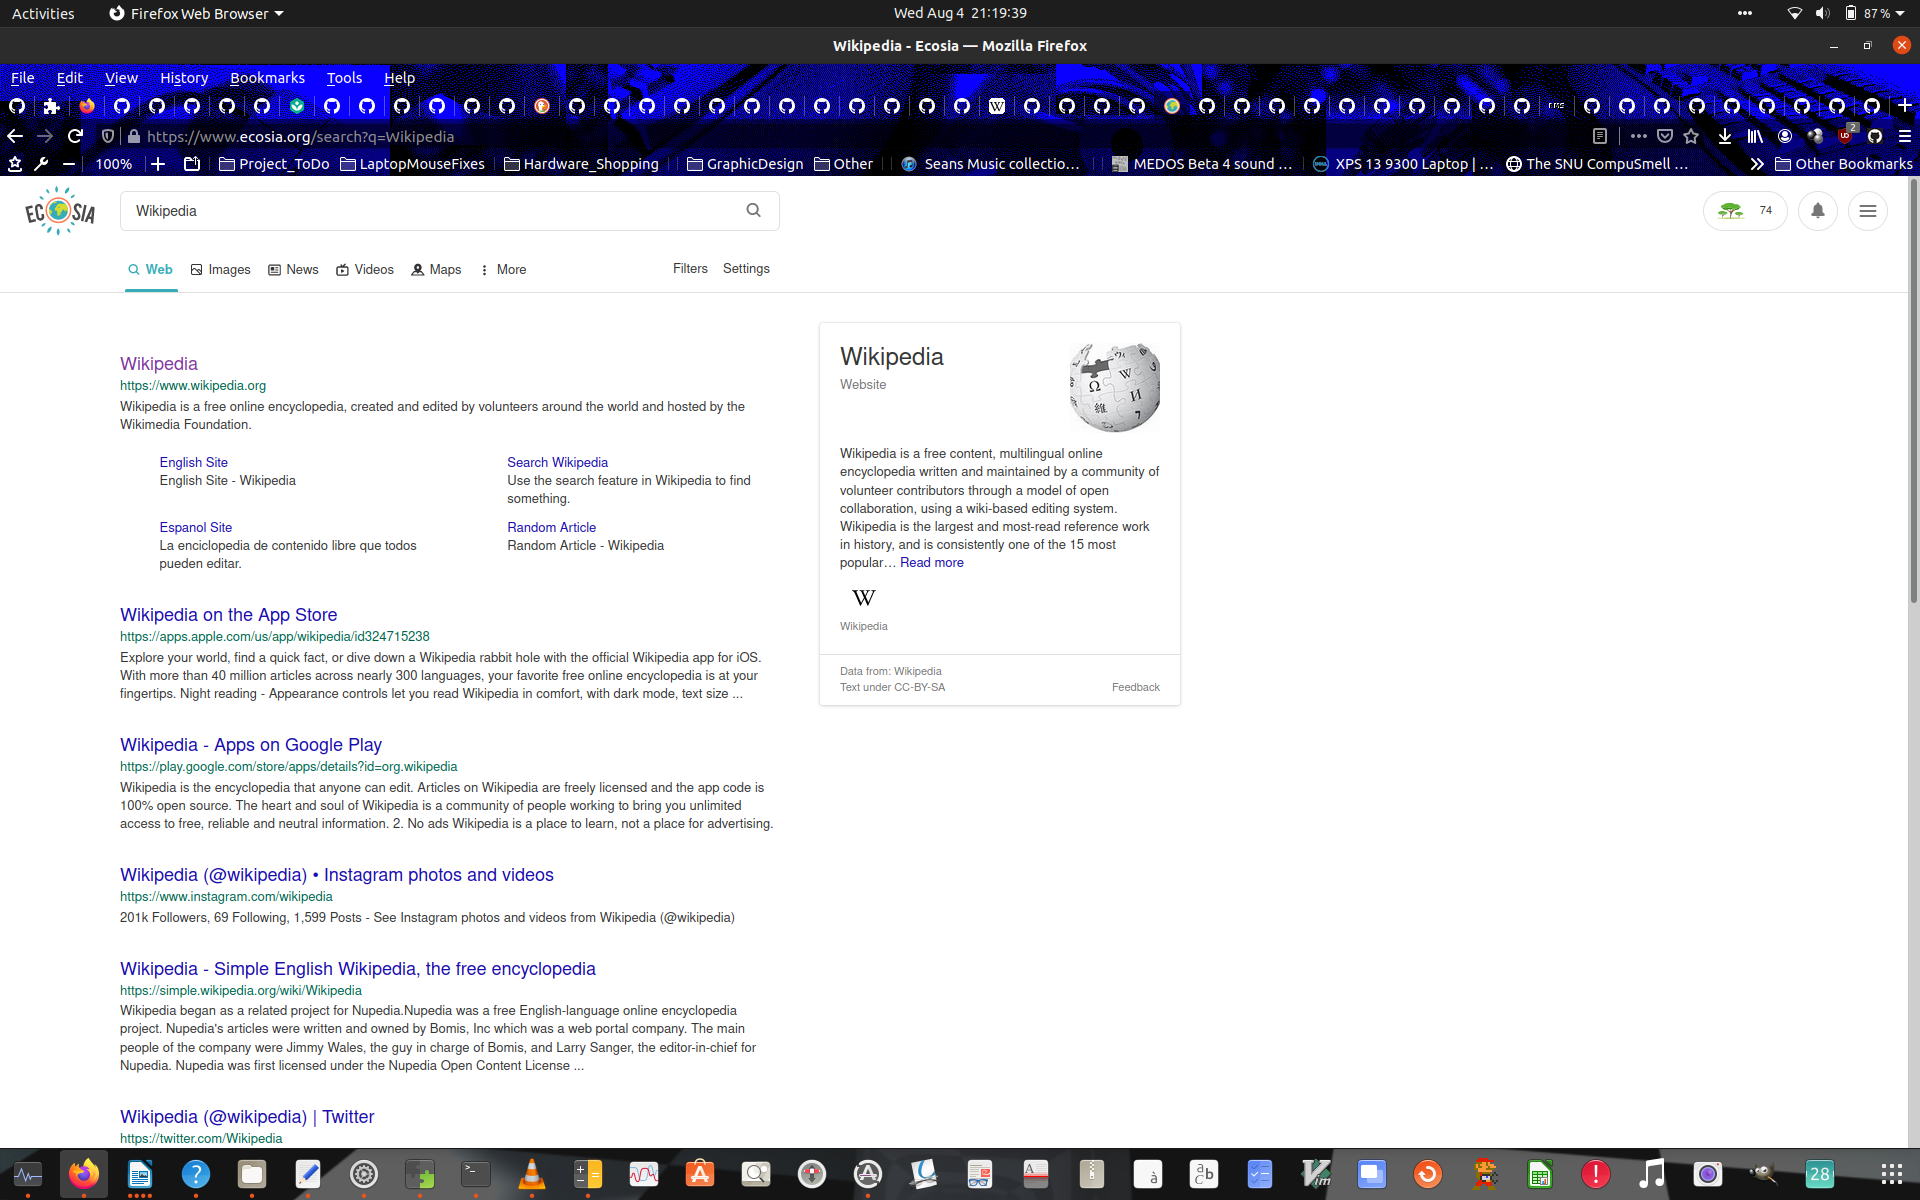 Activities
Firefox Web Browser
Wed Aug 4 21:19:39
87 %
Wikipedia - Ecosia — Mozilla Firefox
File Edit View History Bookmarks Tools Help
https://www.ecosia.org/search?q=Wikipedia
2
100%
Project_ToDo
LaptopMouseFixes
Hardware_Shopping
GraphicDesign
Other
Seans Music collectio...
MEDOS Beta 4 sound ...
XPS 13 9300 Laptop | ...
The SNU CompuSmell ...
Other Bookmarks
ECOSIA
Wikipedia
74
Web
Images
News
Videos
Maps
More
Filters
Settings
Wikipedia
https://www.wikipedia.org
Wikipedia is a free online encyclopedia, created and edited by volunteers around the world and hosted by the
Wikimedia Foundation.
English Site
English Site - Wikipedia
Search Wikipedia
Use the search feature in Wikipedia to find
something.
Espanol Site
La enciclopedia de contenido libre que todos
pueden editar.
Random Article
Random Article - Wikipedia
Wikipedia on the App Store
https://apps.apple.com/us/app/wikipedia/id324715238
Explore your world, find a quick fact, or dive down a Wikipedia rabbit hole with the official Wikipedia app for iOS.
With more than 40 million articles across nearly 300 languages, your favorite free online encyclopedia is at your
fingertips. Night reading - Appearance controls let you read Wikipedia in comfort, with dark mode, text size ...
Wikipedia - Apps on Google Play
https://play.google.com/store/apps/details?id=org.wikipedia
Wikipedia is the encyclopedia that anyone can edit. Articles on Wikipedia are freely licensed and the app code is
100% open source. The heart and soul of Wikipedia is a community of people working to bring you unlimited
access to free, reliable and neutral information. 2. No ads Wikipedia is a place to learn, not a place for advertising.
Wikipedia (@wikipedia) • Instagram photos and videos
https://www.instagram.com/wikipedia
201k Followers, 69 Following, 1,599 Posts - See Instagram photos and videos from Wikipedia (@wikipedia)
Wikipedia - Simple English Wikipedia, the free encyclopedia
https://simple.wikipedia.org/wiki/Wikipedia
Wikipedia began as a related project for Nupedia.Nupedia was a free English-language online encyclopedia
project. Nupedia's articles were written and owned by Bomis, Inc which was a web portal company. The main
people of the company were Jimmy Wales, the guy in charge of Bomis, and Larry Sanger, the editor-in-chief for
Nupedia. Nupedia was first licensed under the Nupedia Open Content License ...
Wikipedia (@wikipedia) | Twitter
https://twitter.com/Wikipedia
Wikipedia
Website
Wikipedia is a free content, multilingual online
encyclopedia written and maintained by a community of
volunteer contributors through a model of open
collaboration, using a wiki-based editing system.
Wikipedia is the largest and most-read reference work
in history, and is consistently one of the 15 most
popular… Read more
W
Wikipedia
Data from: Wikipedia
Text under CC-BY-SA
Feedback
28